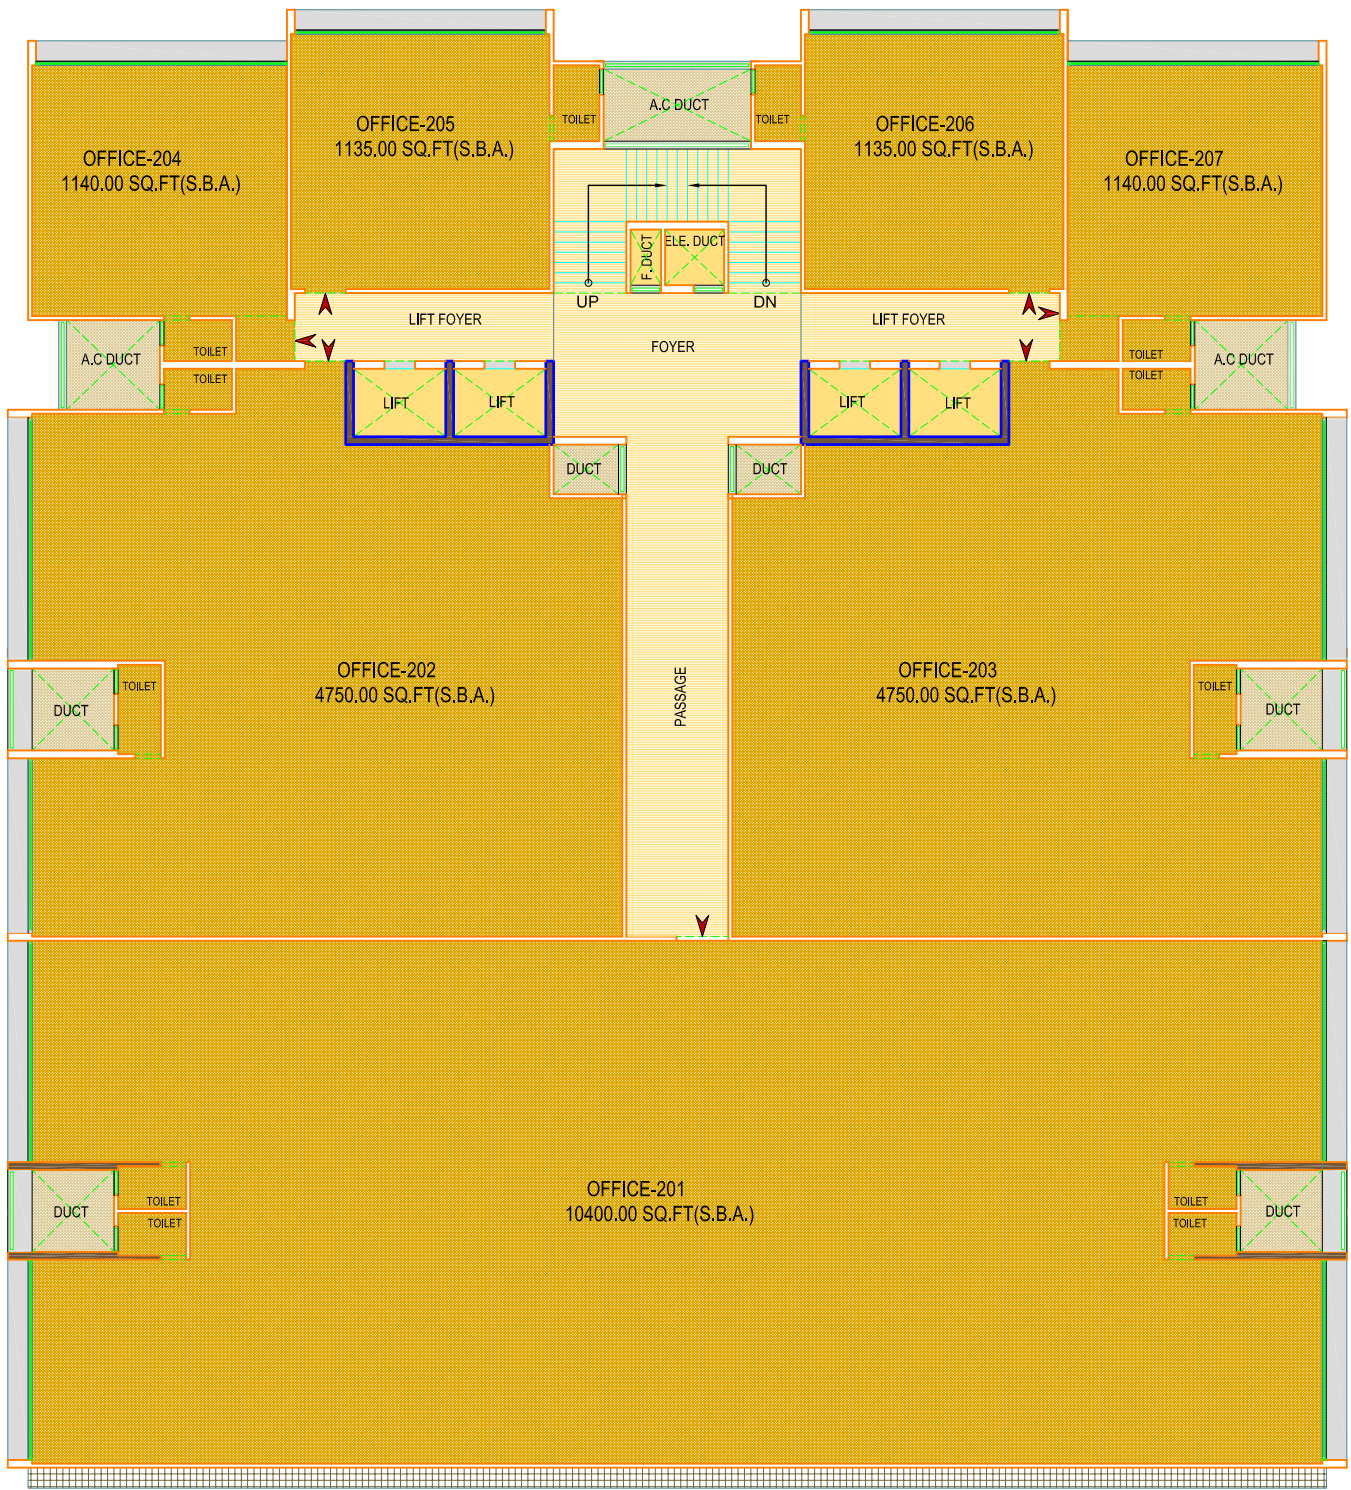 OFFICE-205
1135.00 SQ.FT(S.B.A.)
TOILET
A.C DUCT
TOILET
OFFICE-206
1135.00 SQ.FT(S.B.A.)
OFFICE-204
1140.00 SQ.FT(S.B.A.)
OFFICE-207
1140.00 SQ.FT(S.B.A.)
F. DUCT
ELE. DUCT
UP
DN
LIFT FOYER
FOYER
LIFT FOYER
A.C DUCT
TOILET
TOILET
TOILET
TOILET
A.C DUCT
LIFT
LIFT
LIFT
LIFT
DUCT
DUCT
OFFICE-202
4750.00 SQ.FT(S.B.A.)
OFFICE-203
4750.00 SQ.FT(S.B.A.)
PASSAGE
TOILET
DUCT
TOILET
DUCT
OFFICE-201
10400.00 SQ.FT(S.B.A.)
TOILET
DUCT
TOILET
TOILET
DUCT
TOILET